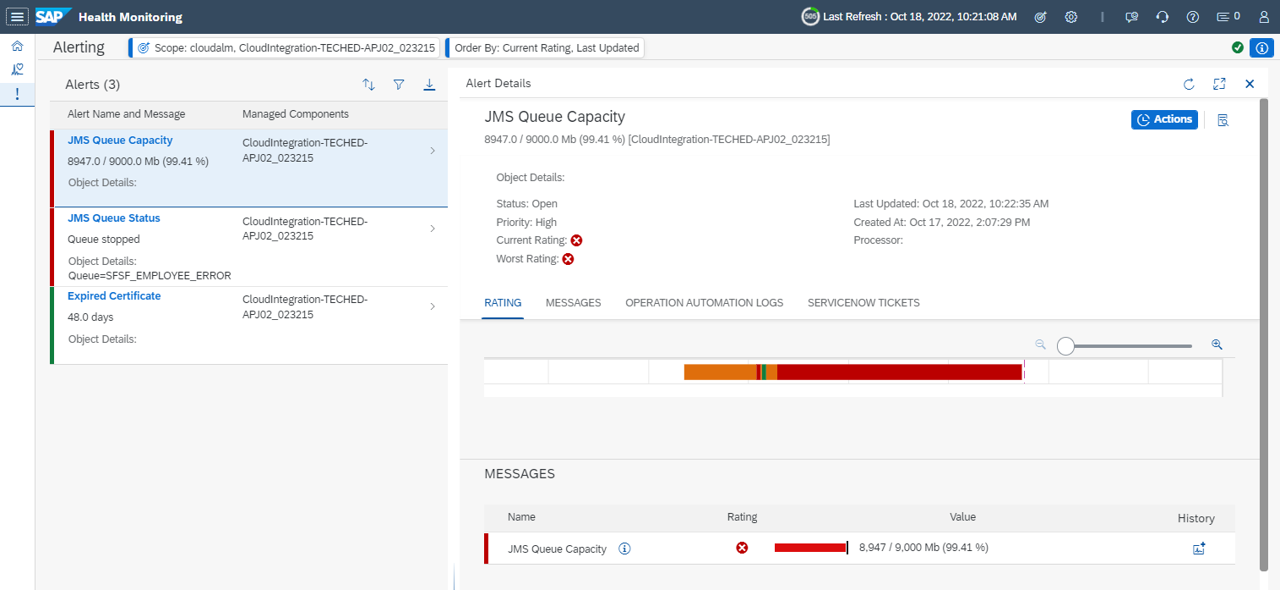 SAP Health Monitoring
505 Last Refresh : Oct 18, 2022, 10:21:08 AM
0
Alerting
Scope: cloudalm, CloudIntegration-TECHED-APJ02_023215
Order By: Current Rating, Last Updated
Alerts (3)
Alert Name and Message
Managed Components
JMS Queue Capacity
8947.0 / 9000.0 Mb (99.41 %)
Object Details:
CloudIntegration-TECHED-
APJ02_023215
JMS Queue Status
Queue stopped
Object Details:
Queue=SFSF_EMPLOYEE_ERROR
CloudIntegration-TECHED-
APJ02_023215
Expired Certificate
48.0 days
Object Details:
CloudIntegration-TECHED-
APJ02_023215
Alert Details
JMS Queue Capacity
8947.0 / 9000.0 Mb (99.41 %) [CloudIntegration-TECHED-APJ02_023215]
Actions
Object Details:
Status: Open
Priority: High
Current Rating:
Worst Rating:
Last Updated: Oct 18, 2022, 10:22:35 AM
Created At: Oct 17, 2022, 2:07:29 PM
Processor:
RATING MESSAGES OPERATION AUTOMATION LOGS SERVICENOW TICKETS
MESSAGES
Name Rating Value History
JMS Queue Capacity 8,947 / 9,000 Mb (99.41 %)